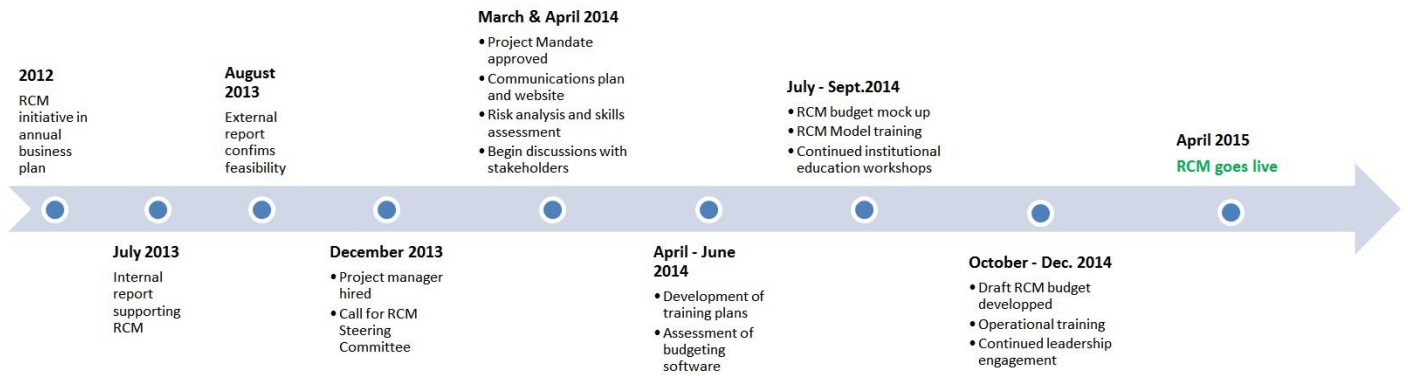 2012
RCM
initiative in
annual
business
plan
July 2013
Internal
report
supporting
RCM
August
2013
External
report
confims
feasibility
December 2013
• Project manager
hired
• Call for RCM
Steering
Committee
March & April 2014
• Project Mandate
approved
• Communications plan
and website
• Risk analysis and skills
assessment
• Begin discussions with
stakeholders
April - June
2014
• Development of
training plans
• Assessment of
budgeting
software
July - Sept.2014
• RCM budget mock up
• RCM Model training
• Continued institutional
education workshops
October - Dec. 2014
• Draft RCM budget
developped
• Operational training
• Continued leadership
engagement
April 2015
RCM goes live